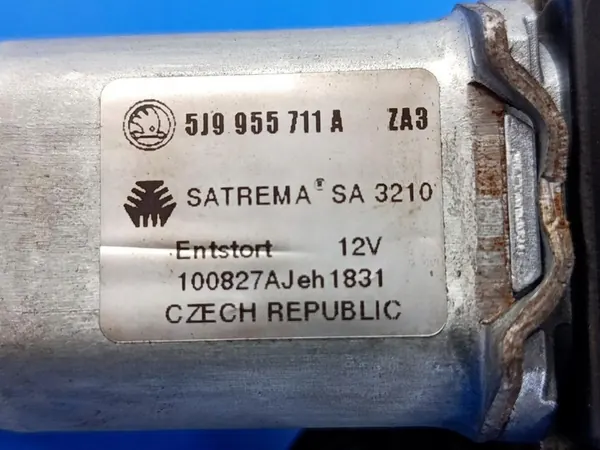 5J9 955 711 A ZA3
SATREMA® SA 3210
Entstort 12V
100827AJeh1831
CZECH REPUBLIC